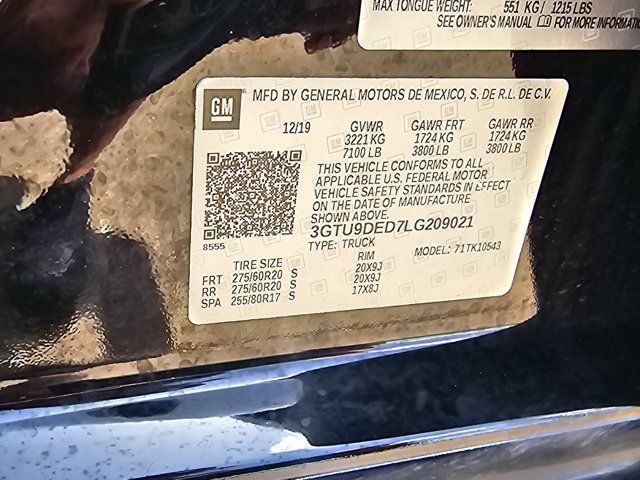 MAX TONGUE WEIGHT: 551 KG / 1215 LBS
SEE OWNER'S MANUAL FOR MORE INFORMATION
GM MFD BY GENERAL MOTORS DE MEXICO, S. DE R.L. DE C.V.
12/19 GVWR GAWR FRT GAWR RR
3221 KG 1724 KG 1724 KG
7100 LB 3800 LB 3800 LB
THIS VEHICLE CONFORMS TO ALL
APPLICABLE U.S. FEDERAL MOTOR
VEHICLE SAFETY STANDARDS IN EFFECT
ON THE DATE OF MANUFACTURE
SHOWN ABOVE.
8555 3GTU9DED7LG209021
TYPE: TRUCK MODEL: 71TK10543
TIRE SIZE RIM
FRT 275/60R20 S 20X9J
RR 275/60R20 S 20X9J
SPA 255/80R17 S 17X8J